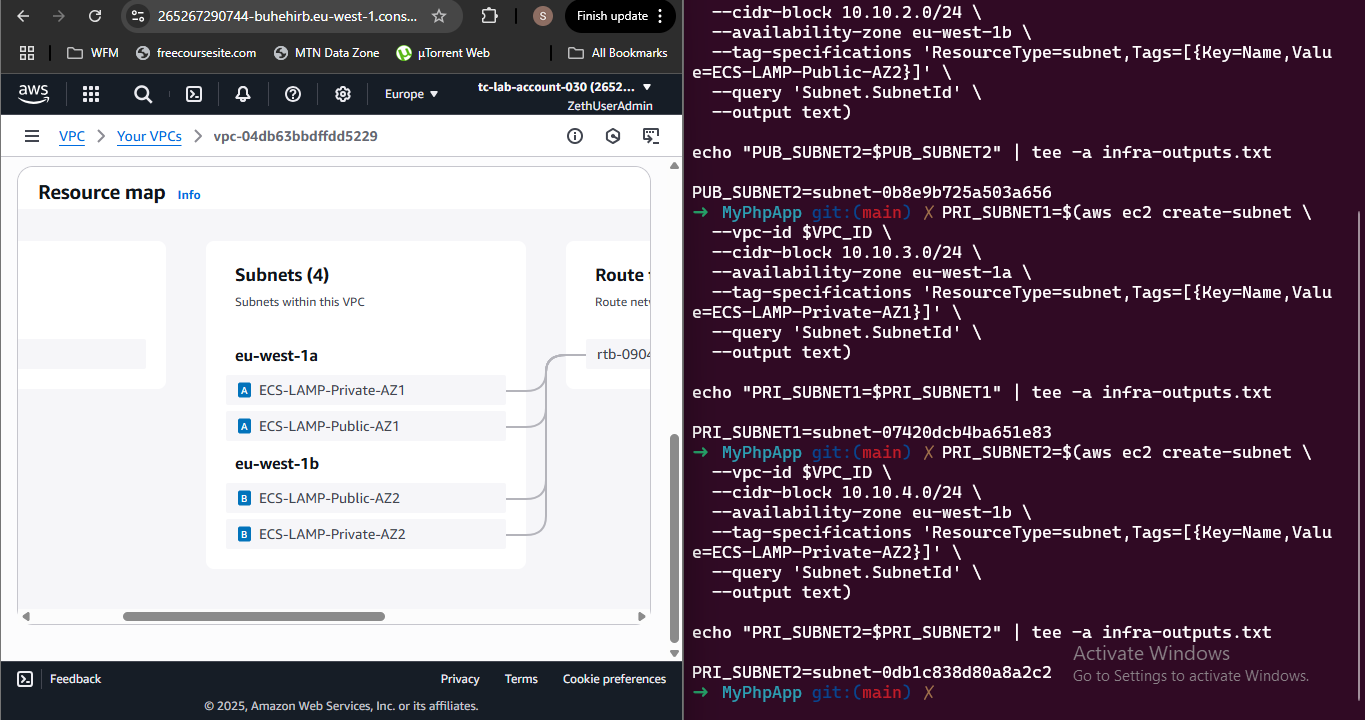 265267290744-buhehirb.eu-west-1.cons...
S
Finish update
WFM
freecoursesite.com
MTN Data Zone
µTorrent Web
All Bookmarks
aws
Europe
tc-lab-account-030 (2652...
ZethUserAdmin
VPC
Your VPCs
vpc-04db63bbdffdd5229
Resource map Info
Subnets (4)
Subnets within this VPC
eu-west-1a
A ECS-LAMP-Private-AZ1
A ECS-LAMP-Public-AZ1
eu-west-1b
B ECS-LAMP-Public-AZ2
B ECS-LAMP-Private-AZ2
Route
Route net
rtb-0904
Feedback
Privacy
Terms
Cookie preferences
© 2025, Amazon Web Services, Inc. or its affiliates.
--cidr-block 10.10.2.0/24 \
--availability-zone eu-west-1b \
--tag-specifications 'ResourceType=subnet,Tags=[{Key=Name,Valu
e=ECS-LAMP-Public-AZ2}]' \
--query 'Subnet.SubnetId' \
--output text)
echo "PUB_SUBNET2=$PUB_SUBNET2" | tee -a infra-outputs.txt
PUB_SUBNET2=subnet-0b8e9b725a503a656
➜ MyPhpApp git:(main) ✗ PRI_SUBNET1=$(aws ec2 create-subnet \
--vpc-id $VPC_ID \
--cidr-block 10.10.3.0/24 \
--availability-zone eu-west-1a \
--tag-specifications 'ResourceType=subnet,Tags=[{Key=Name,Valu
e=ECS-LAMP-Private-AZ1}]' \
--query 'Subnet.SubnetId' \
--output text)
echo "PRI_SUBNET1=$PRI_SUBNET1" | tee -a infra-outputs.txt
PRI_SUBNET1=subnet-07420dcb4ba651e83
➜ MyPhpApp git:(main) ✗ PRI_SUBNET2=$(aws ec2 create-subnet \
--vpc-id $VPC_ID \
--cidr-block 10.10.4.0/24 \
--availability-zone eu-west-1b \
--tag-specifications 'ResourceType=subnet,Tags=[{Key=Name,Valu
e=ECS-LAMP-Private-AZ2}]' \
--query 'Subnet.SubnetId' \
--output text)
echo "PRI_SUBNET2=$PRI_SUBNET2" | tee -a infra-outputs.txt
PRI_SUBNET2=subnet-0db1c838d80a8a2c2
➜ MyPhpApp git:(main) ✗
Activate Windows
Go to Settings to activate Windows.